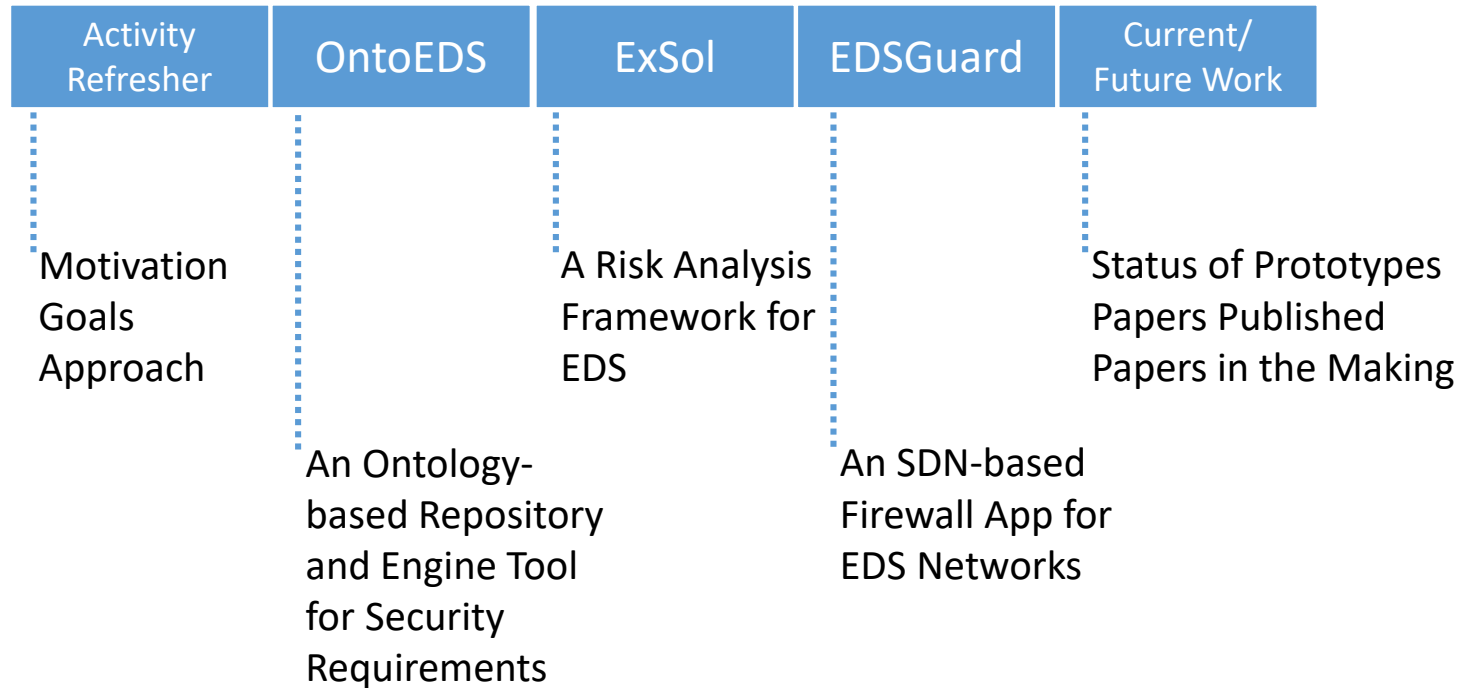 Activity
Refresher
OntoEDS
ExSol
EDSGuard
Current/
Future Work
Motivation
Goals
Approach
An Ontology-
based Repository
and Engine Tool
for Security
Requirements
A Risk Analysis
Framework for
EDS
An SDN-based
Firewall App for
EDS Networks
Status of Prototypes
Papers Published
Papers in the Making